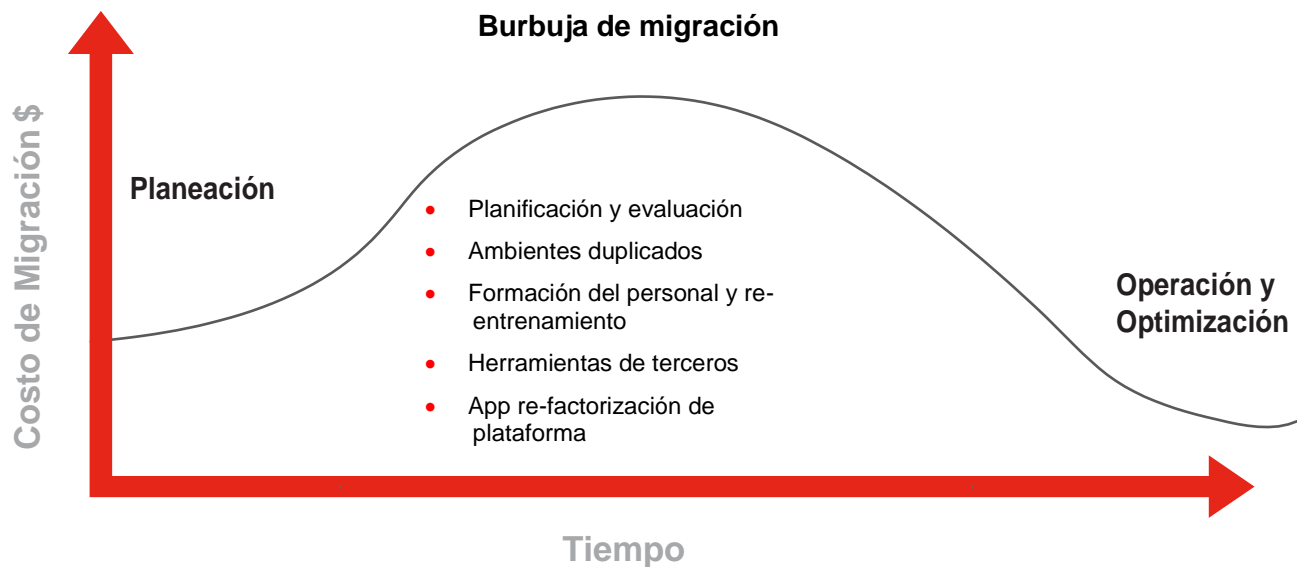 Burbuja de migración
Costo de Migración $
Planeación
• Planificación y evaluación
• Ambientes duplicados
• Formación del personal y re-
entrenamiento
• Herramientas de terceros
• App re-factorización de
plataforma
Operación y
Optimización
Tiempo